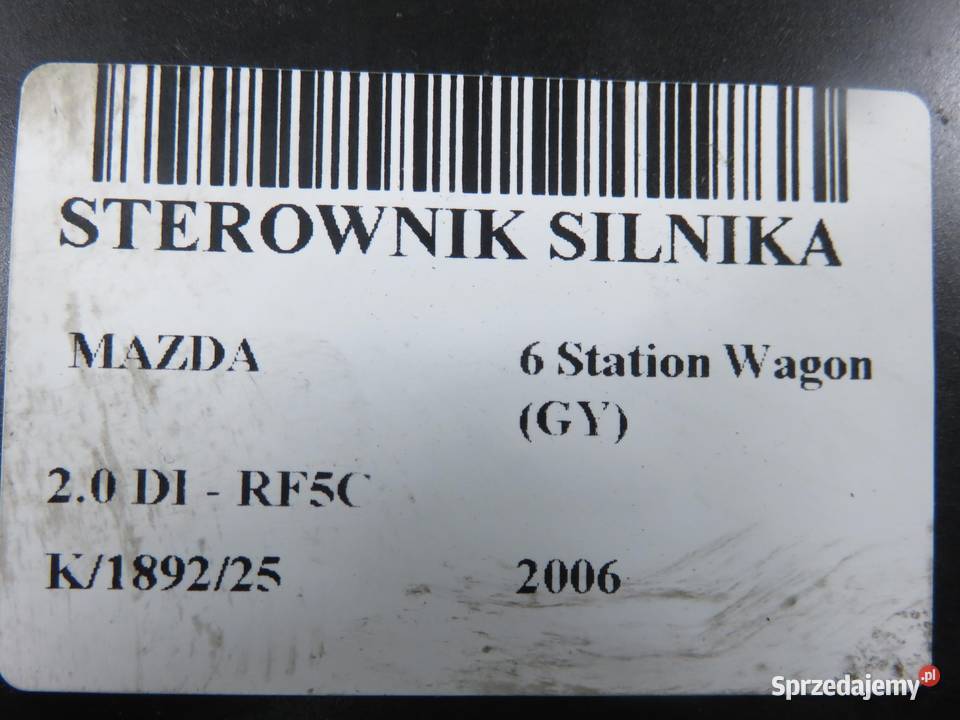 STEROWNIK SILNIKA
MAZDA 6 Station Wagon
(GY)
2.0 DI - RF5C
K/1892/25 2006
Sprzedajemy.pl